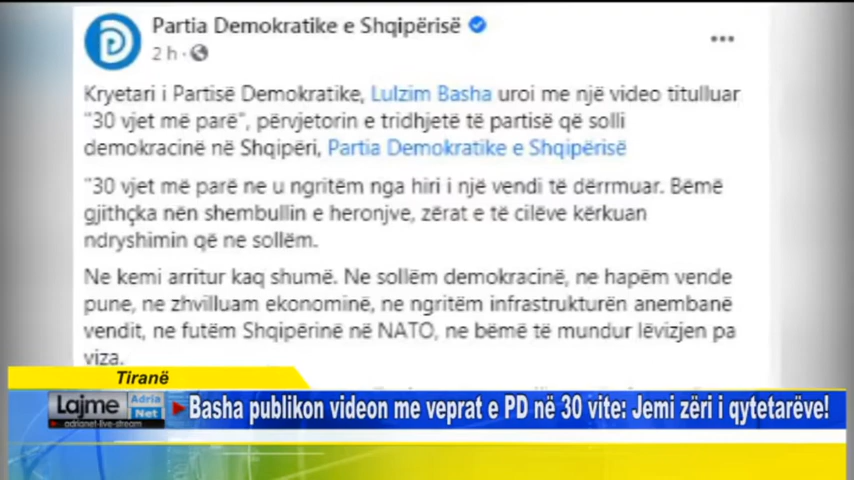 Partia Demokratike e Shqipërisë
2 h ·
Kryetari i Partisë Demokratike, Lulzim Basha uroi me një video titulluar
"30 vjet më parë", përvjetorin e tridhjetë të partisë që solli
demokracinë në Shqipëri, Partia Demokratike e Shqipërisë
"30 vjet më parë ne u ngritëm nga hiri i një vendi të dërrmuar. Bëmë
gjithçka nën shembullin e heronjve, zërat e të cilëve kërkuan
ndryshimin që ne sollëm.
Ne kemi arritur kaq shumë. Ne sollëm demokracinë, ne hapëm vende
pune, ne zhvilluam ekonominë, ne ngritëm infrastrukturën anembanë
vendit, ne futëm Shqipërinë në NATO, ne bëmë të mundur lëvizjen pa
viza.
Tiranë
Lajme Adria Net
adrianet-live-stream
Basha publikon videon me veprat e PD në 30 vite: Jemi zëri i qytetarëve!